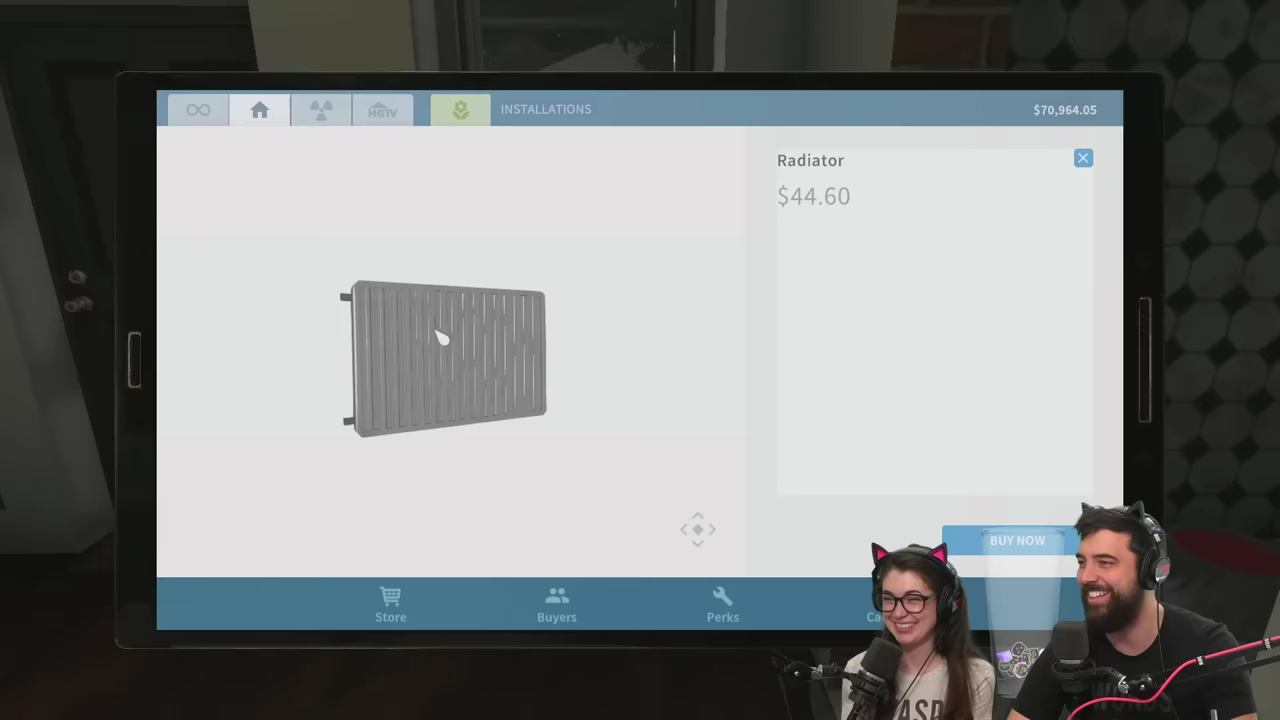 HGTV
INSTALLATIONS
$70,964.05
Radiator
$44.60
BUY NOW
Store
Buyers
Perks